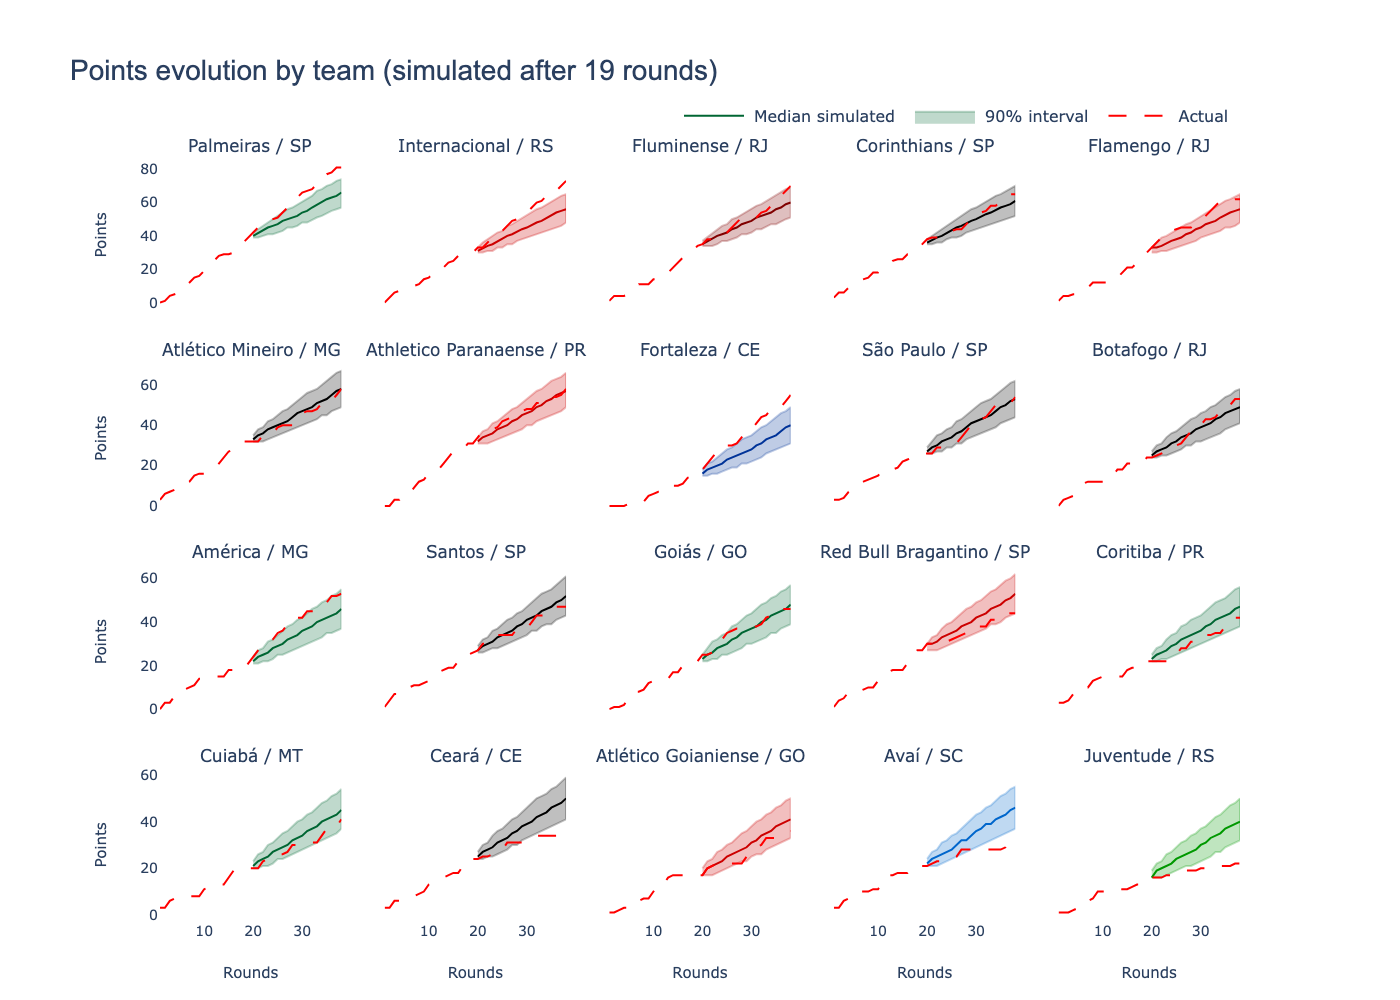 Points evolution by team (simulated after 19 rounds)
Median simulated 90% interval Actual
Palmeiras / SP Internacional / RS Fluminense / RJ Corinthians / SP Flamengo / RJ
80
60
40
20
0
Points
Atlético Mineiro / MG Athletico Paranaense / PR Fortaleza / CE São Paulo / SP Botafogo / RJ
60
40
20
0
Points
América / MG Santos / SP Goiás / GO Red Bull Bragantino / SP Coritiba / PR
60
40
20
0
Points
Cuiabá / MT Ceará / CE Atlético Goianiense / GO Avaí / SC Juventude / RS
60
40
20
0
Points
10 20 30 10 20 30 10 20 30 10 20 30 10 20 30
Rounds Rounds Rounds Rounds Rounds